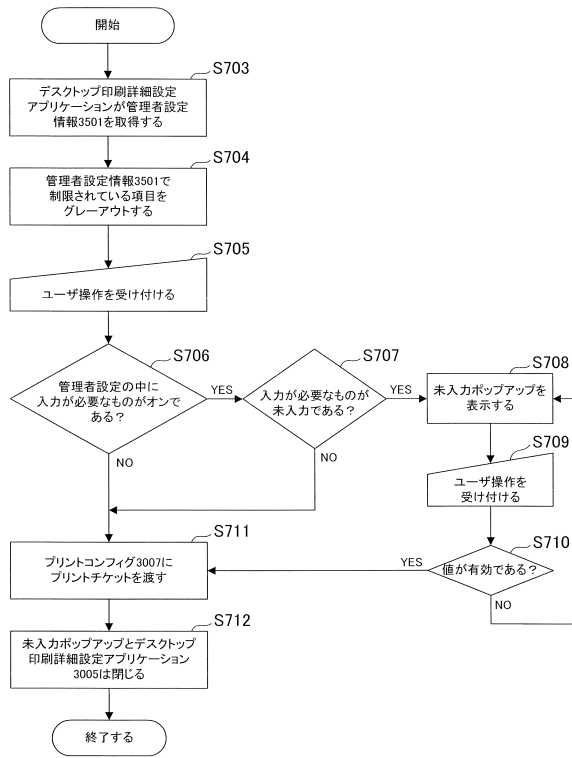 開始
S703
デスクトップ印刷詳細設定
アプリケーションが管理者設定
情報3501を取得する
S704
管理者設定情報3501で
制限されている項目を
グレーアウトする
S705
ユーザ操作を受け付ける
S706
管理者設定の中に
入力が必要なものがオンで
ある？
YES
NO
S707
入力が必要なものが
未入力である？
YES
NO
S708
未入力ポップアップを
表示する
S709
ユーザ操作を
受け付ける
S710
値が有効である？
YES
NO
S711
プリントコンフィグ3007に
プリントチケットを渡す
S712
未入力ポップアップとデスクトップ
印刷詳細設定アプリケーション
3005は閉じる
終了する